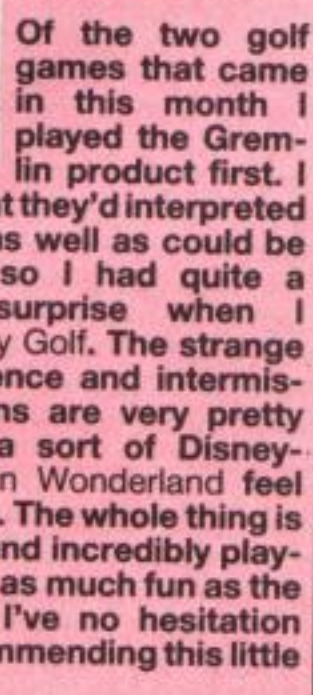 Of the two golf
games that came
in this month I
played the Grem-
lin product first. I
t they'd interpreted
as well as could be
so I had quite a
surprise when I
y Golf. The strange
ence and intermis-
ns are very pretty
a sort of Disney-
n Wonderland feel
. The whole thing is
nd incredibly play-
as much fun as the
I've no hesitation
mmending this little